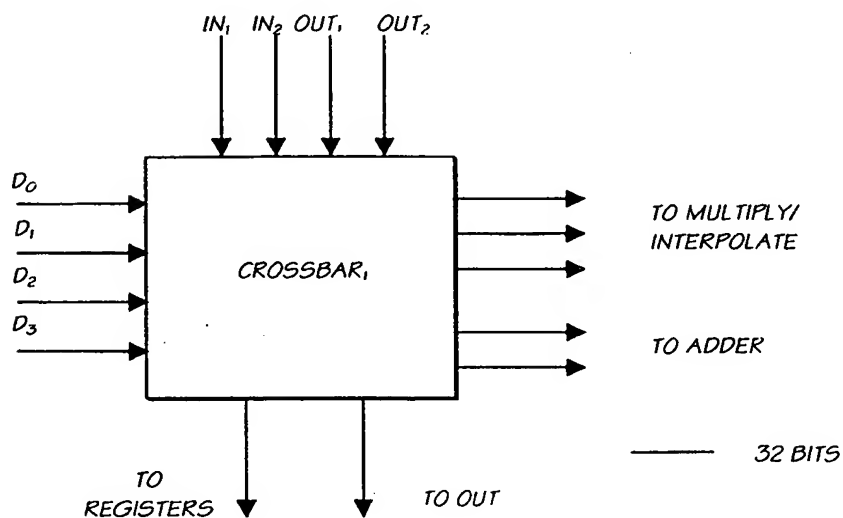 IN₁ IN₂ OUT₁ OUT₂
D₀
D₁
D₂
D₃
CROSSBAR₁
TO MULTIPLY/
INTERPOLATE
TO ADDER
32 BITS
TO
REGISTERS
TO OUT